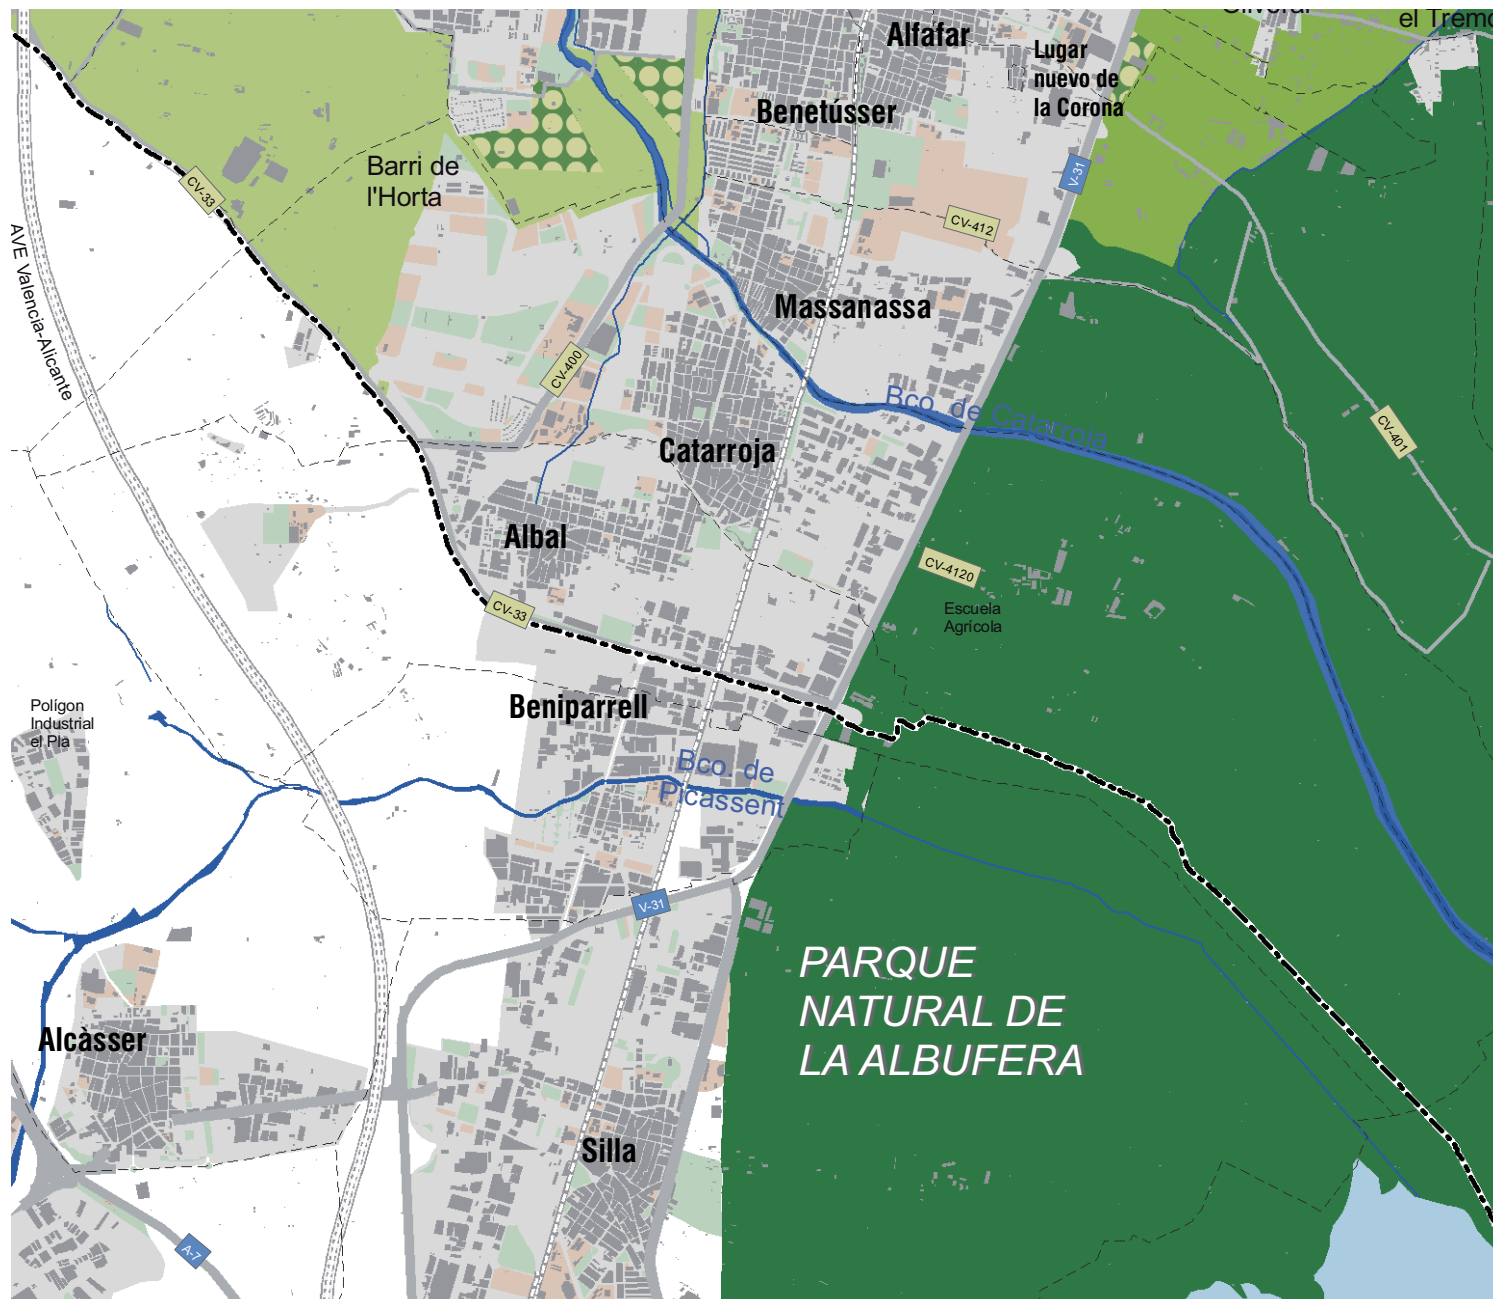 el Trem
Alfafar
Lugar
nuevo de
la Corona
Benetússer
Barri de
l'Horta
V-31
CV-33
CV-412
AVE Valencia-Alicante
Massanassa
CV-400
Bco. de Catarroja
CV-401
Catarroja
Albal
CV-4120
CV-33
Escuela
Agrícola
Beniparrell
Polígon
Industrial
el Pla
Bco. de
Picassent
V-31
PARQUE
NATURAL DE
LA ALBUFERA
Alcàsser
Silla
A-7